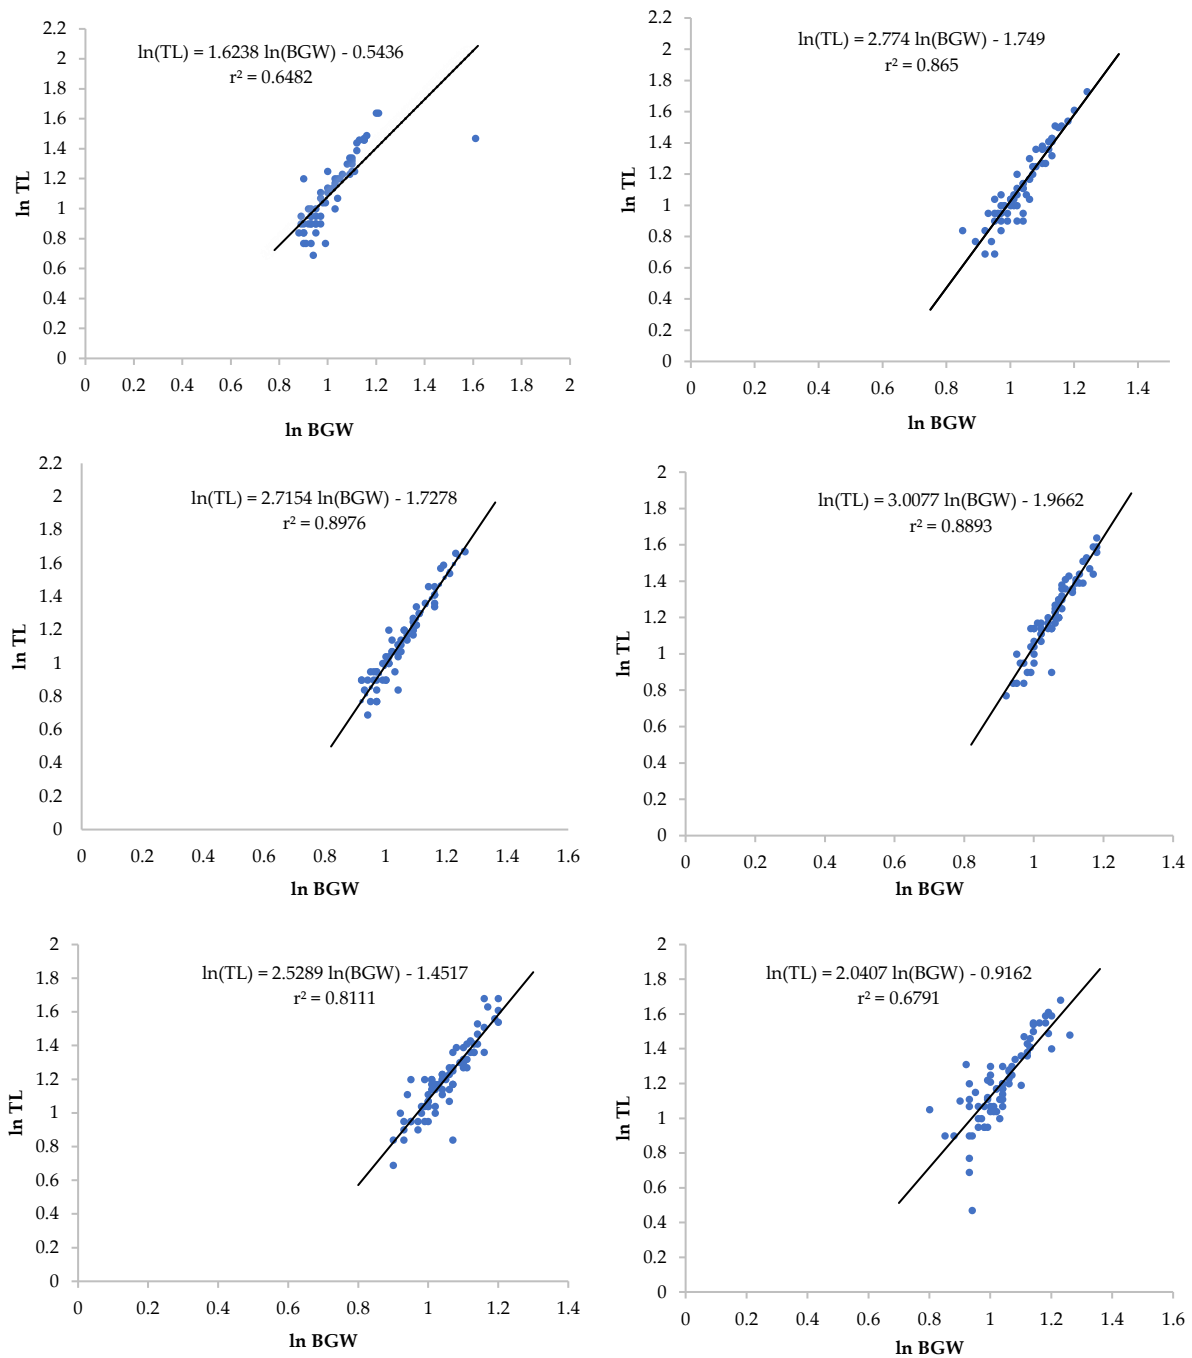 2.2
2
1.8
1.6
1.4
1.2
1
0.8
0.6
0.4
0.2
0
ln TL
ln(TL) = 1.6238 ln(BGW) - 0.5436
r² = 0.6482
0 0.2 0.4 0.6 0.8 1 1.2 1.4 1.6 1.8 2
ln BGW
2.2
2
1.8
1.6
1.4
1.2
1
0.8
0.6
0.4
0.2
0
ln TL
ln(TL) = 2.774 ln(BGW) - 1.749
r² = 0.865
0 0.2 0.4 0.6 0.8 1 1.2 1.4
ln BGW
2.2
2
1.8
1.6
1.4
1.2
1
0.8
0.6
0.4
0.2
0
ln TL
ln(TL) = 2.7154 ln(BGW) - 1.7278
r² = 0.8976
0 0.2 0.4 0.6 0.8 1 1.2 1.4 1.6
ln BGW
2
1.8
1.6
1.4
1.2
1
0.8
0.6
0.4
0.2
0
ln TL
ln(TL) = 3.0077 ln(BGW) - 1.9662
r² = 0.8893
0 0.2 0.4 0.6 0.8 1 1.2 1.4
ln BGW
2
1.8
1.6
1.4
1.2
1
0.8
0.6
0.4
0.2
0
ln TL
ln(TL) = 2.5289 ln(BGW) - 1.4517
r² = 0.8111
0 0.2 0.4 0.6 0.8 1 1.2 1.4
ln BGW
2
1.8
1.6
1.4
1.2
1
0.8
0.6
0.4
0.2
0
ln TL
ln(TL) = 2.0407 ln(BGW) - 0.9162
r² = 0.6791
0 0.2 0.4 0.6 0.8 1 1.2 1.4 1.6
ln BGW